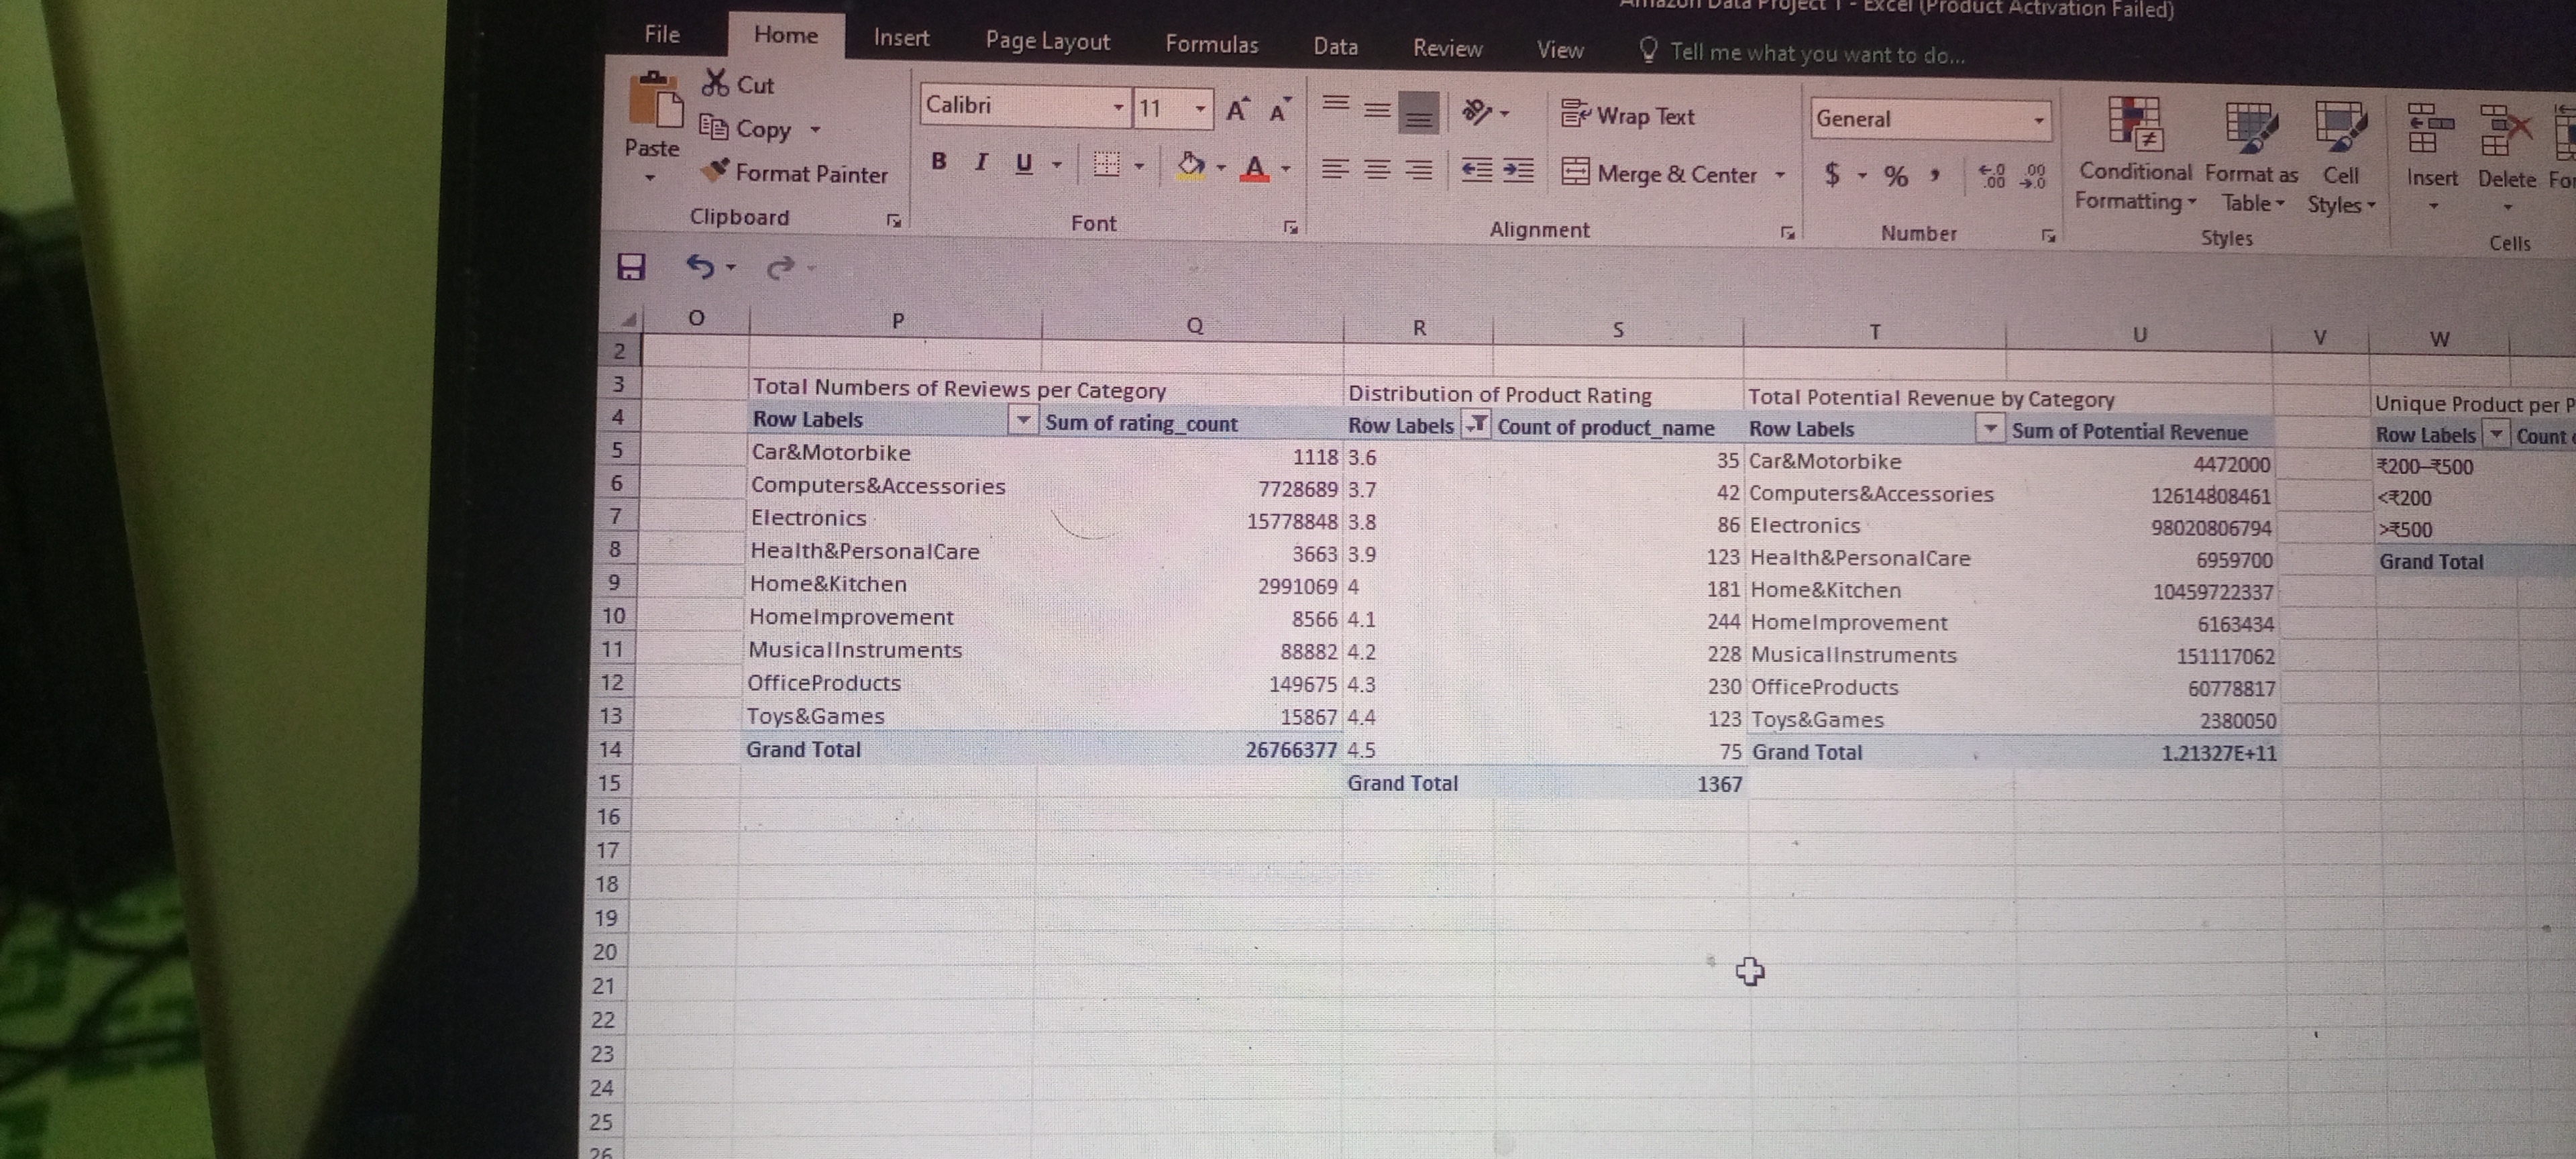 Amazon Data Project 1 - Excel (Product Activation Failed)
File Home Insert Page Layout Formulas Data Review View Tell me what you want to do...
Cut
Copy
Paste
Format Painter
Clipboard
Calibri 11
B I U
Font
Wrap Text
Merge & Center
Alignment
General
$ % ,
Number
Conditional Formatting
Format as Table
Cell Styles
Styles
Insert Delete
Cells
O P Q R S T U V W
2
3 Total Numbers of Reviews per Category Distribution of Product Rating Total Potential Revenue by Category Unique Product per
4 Row Labels Sum of rating_count Row Labels Count of product_name Row Labels Sum of Potential Revenue Row Labels Count
5 Car&Motorbike 1118 3.6 35 Car&Motorbike 4472000 ₹200–₹500
6 Computers&Accessories 7728689 3.7 42 Computers&Accessories 12614808461 <₹200
7 Electronics 15778848 3.8 86 Electronics 98020806794 >₹500
8 Health&PersonalCare 3663 3.9 123 Health&PersonalCare 6959700 Grand Total
9 Home&Kitchen 2991069 4 181 Home&Kitchen 10459722337
10 HomeImprovement 8566 4.1 244 HomeImprovement 6163434
11 MusicalInstruments 88882 4.2 228 MusicalInstruments 151117062
12 OfficeProducts 149675 4.3 230 OfficeProducts 60778817
13 Toys&Games 15867 4.4 123 Toys&Games 2380050
14 Grand Total 26766377 4.5 75 Grand Total 1.21327E+11
15 Grand Total 1367
16
17
18
19
20
21
22
23
24
25
26